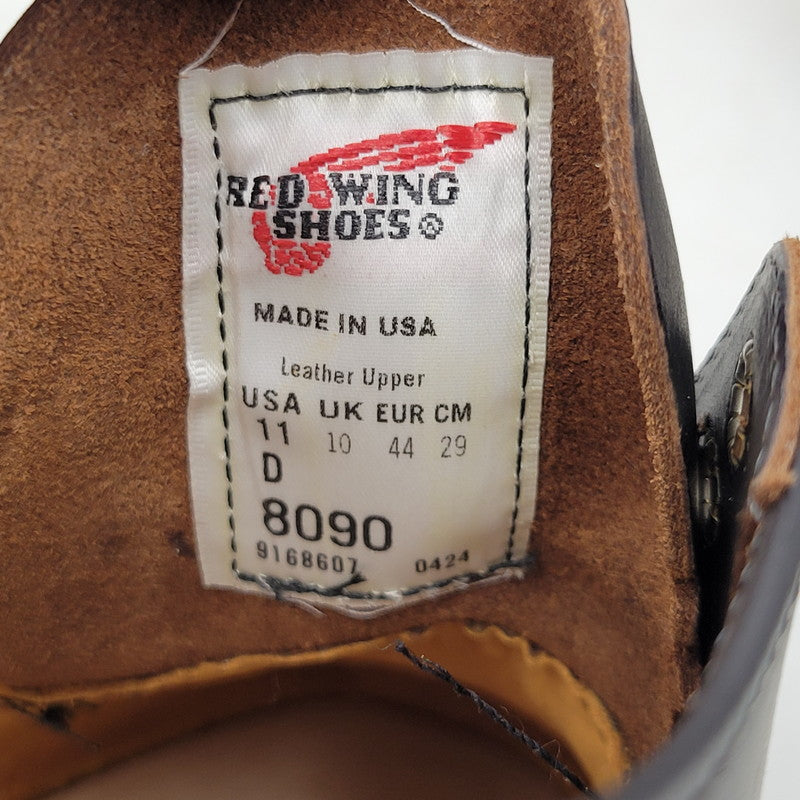 RED WING
SHOES ®
MADE IN USA
Leather Upper
USA UK EUR CM
11 10 44 29
D
8090
9168607 0424